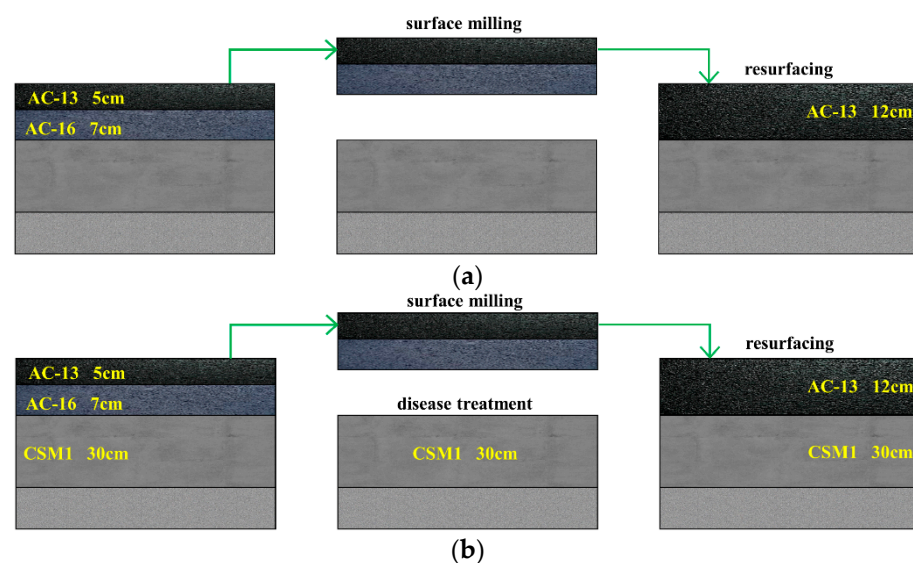 surface milling
resurfacing
AC-13 5cm
AC-16 7cm
AC-13 12cm
(a)
surface milling
resurfacing
AC-13 5cm
AC-16 7cm
AC-13 12cm
disease treatment
CSM1 30cm
CSM1 30cm
CSM1 30cm
(b)